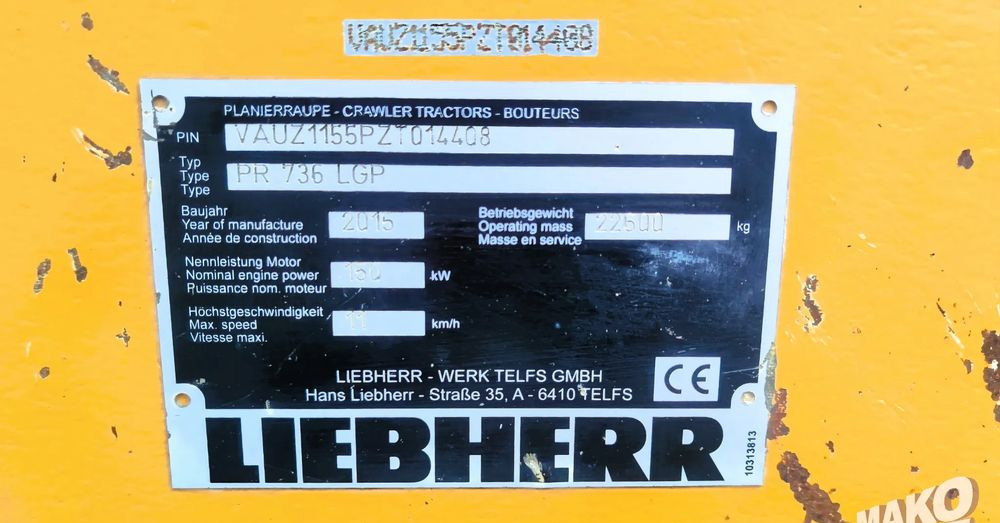 VAUZ1155PZT014408
PLANIERRAUPE - CRAWLER TRACTORS - BOUTEURS
PIN VAUZ1155PZT014408
Typ
Type PR 736 LGP
Type
Baujahr
Year of manufacture 2015
Année de construction
Betriebsgewicht
Operating mass 22500 kg
Masse en service
Nennleistung Motor
Nominal engine power 150 kW
Puissance nom. moteur
Höchstgeschwindigkeit
Max. speed 11 km/h
Vitesse maxi.
LIEBHERR - WERK TELFS GMBH
Hans Liebherr - Straße 35, A - 6410 TELFS
CE
LIEBHERR
10313813
MAKO